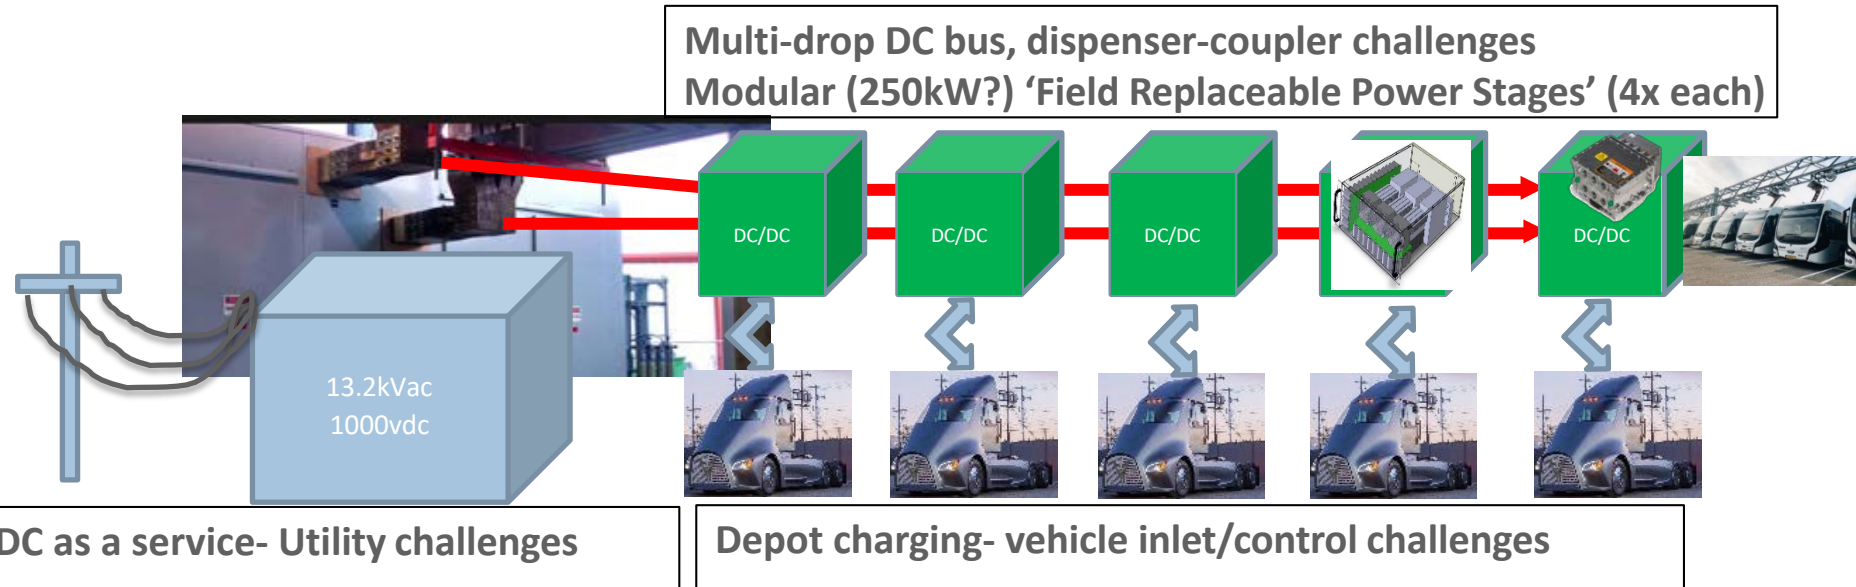 Multi-drop DC bus, dispenser-coupler challenges
Modular (250kW?) ‘Field Replaceable Power Stages’ (4x each)
DC/DC
DC/DC
DC/DC
DC/DC
13.2kVac
1000vdc
DC as a service- Utility challenges
Depot charging- vehicle inlet/control challenges